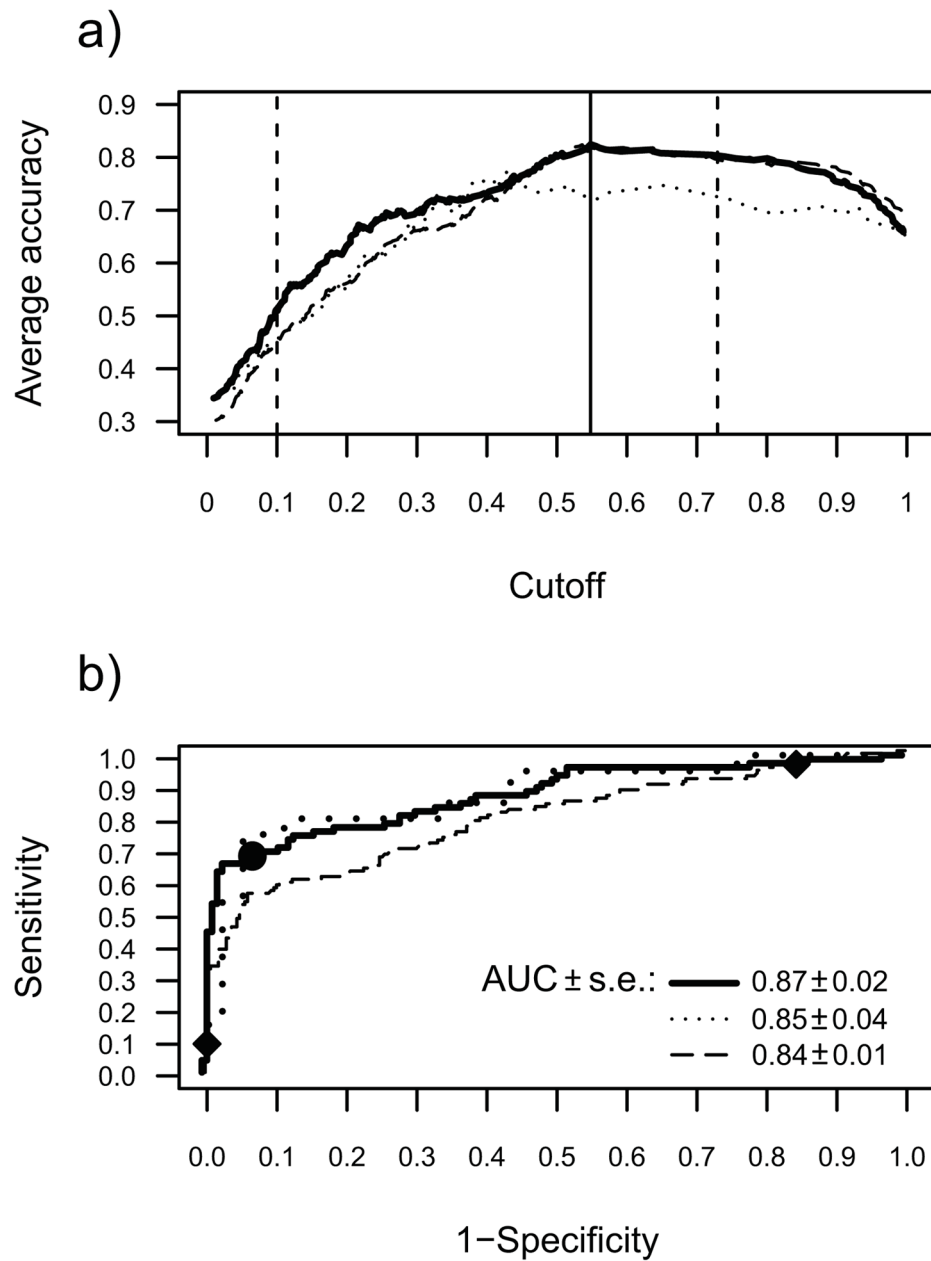 a)
Average accuracy
0.9
0.8
0.7
0.6
0.5
0.4
0.3
0 0.1 0.2 0.3 0.4 0.5 0.6 0.7 0.8 0.9 1
Cutoff
b)
Sensitivity
1.0
0.9
0.8
0.7
0.6
0.5
0.4
0.3
0.2
0.1
0.0
AUC ± s.e.: 0.87±0.02
0.85±0.04
0.84±0.01
0.0 0.1 0.2 0.3 0.4 0.5 0.6 0.7 0.8 0.9 1.0
1−Specificity